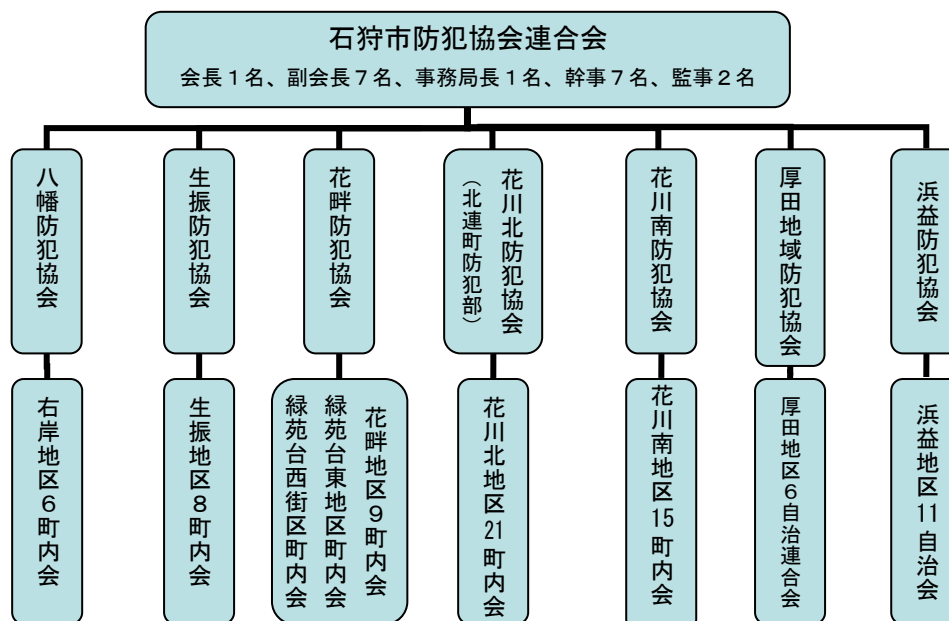 石狩市防犯協会連合会
会長１名、副会長７名、事務局長１名、幹事７名、監事２名
八幡防犯協会
生振防犯協会
花畔防犯協会
花川北防犯協会
（北連町防犯部）
花川南防犯協会
厚田地域防犯協会
浜益防犯協会
右岸地区６町内会
生振地区８町内会
花畔地区９町内会
緑苑台東地区町内会
緑苑台西街区町内会
花川北地区21町内会
花川南地区15町内会
厚田地区６自治連合会
浜益地区11自治会